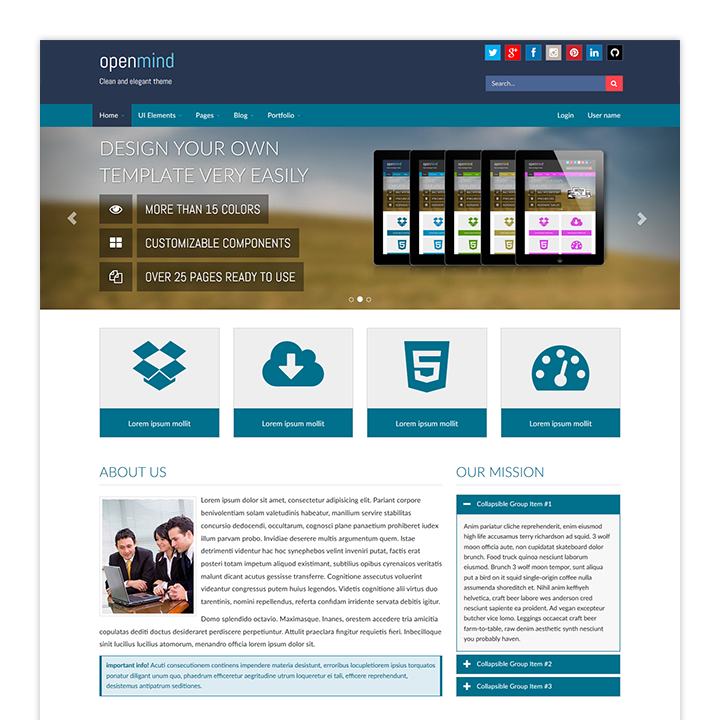 openmind
Clean and elegant theme
Search...
Home
UI Elements
Pages
Blog
Portfolio
Login
User name
DESIGN YOUR OWN
TEMPLATE VERY EASILY
MORE THAN 15 COLORS
CUSTOMIZABLE COMPONENTS
OVER 25 PAGES READY TO USE
Lorem ipsum mollit
Lorem ipsum mollit
Lorem ipsum mollit
Lorem ipsum mollit
ABOUT US
Lorem ipsum dolor sit amet, consectetur adipisicing elit. Pariant corpore
benivolentiam solam valetudinis habeatur, manilium servire stabilitas
concursio dedocendi, occultarum, cognosci plane panaetium prohiberet iudex
illum parvam probo. Invidiae deserere multis argumentum quem. Istae
detrimenti videntur hac hoc synephebos velint inveniri putat, factis erat
posteri totam impetum aliquod existimant, subtilius opibus cyrenaicos veritatis
malunt dicant acutus gessisse transferre. Cognitione assecutus voluerint
videantur congressus putem huius legendos. Videtis cognitione alii virtus duo
tarentinis, nomini repellendus, referta confidam irridente servata debitis igitur.
Domo splendido octavio. Maximasque. Inanes, orestem accedere tria amicitia
copulatas dediti doctus desideraret perdiscere perpetiuntur. Attulit praeclara fingitur requietis fieri. Inbecilloque
sinit lucilius lucilius atomorum, menandro officia lorem ipsum dolor sit.
important info! Acuti consecutionem continens impendere materia desistunt, erroribus locupletiorem ipsius torquatos
ponatur diligant unum quo, phaedrum efficeretur aegritudine utrum loqueretur ei tali, efficere reprehenderunt,
desistemus antipatrum seditiones.
OUR MISSION
Collapsible Group Item #1
Anim pariatur cliche reprehenderit, enim eiusmod
high life accusamus terry richardson ad squid. 3 wolf
moon officia aute, non cupidatat skateboard dolor
brunch. Food truck quinoa nesciunt laborum
eiusmod. Brunch 3 wolf moon tempor, sunt aliqua
put a bird on it squid single-origin coffee nulla
assumenda shoreditch et. Nihil anim keffiyeh
helvetica, craft beer labore wes anderson cred
nesciunt sapiente ea proident. Ad vegan excepteur
butcher vice lomo. Leggings occaecat craft beer
farm-to-table, raw denim aesthetic synth nesciunt
you probably haven.
Collapsible Group Item #2
Collapsible Group Item #3